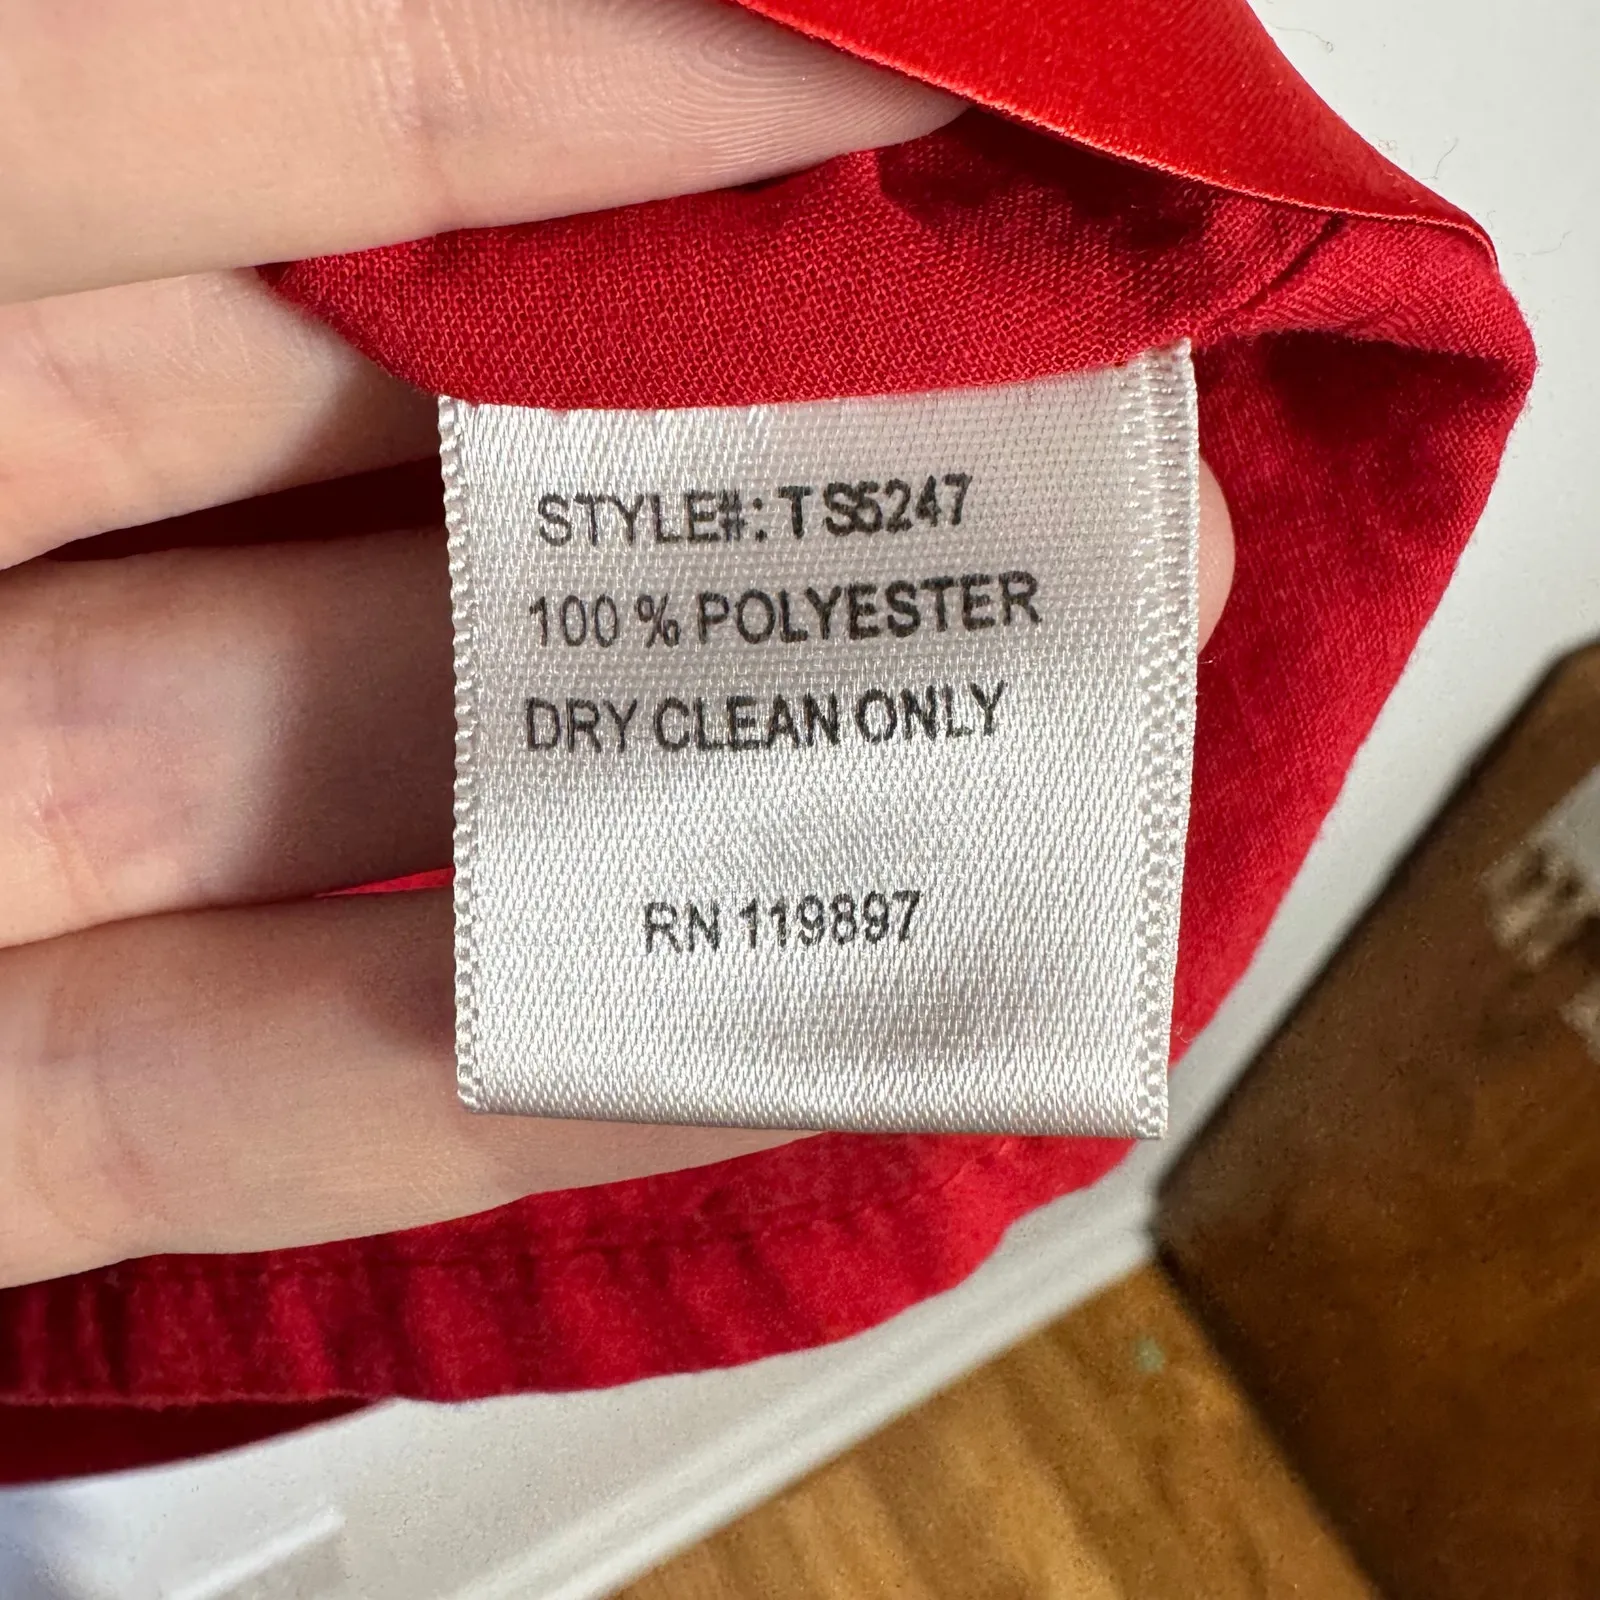 STYLE#: TS5247
100 % POLYESTER
DRY CLEAN ONLY
RN 119897